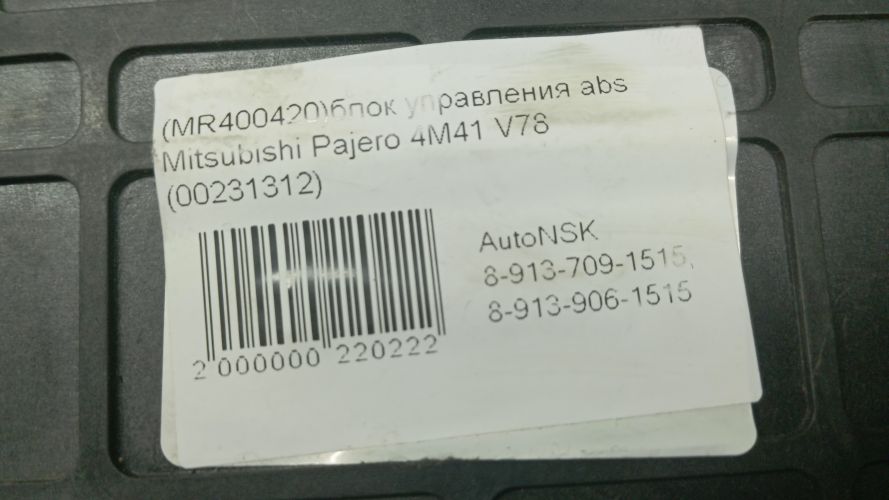 (MR400420)блок управления abs
Mitsubishi Pajero 4M41 V78
(00231312)
AutoNSK
8-913-709-1515,
8-913-906-1515
2 000000 220222